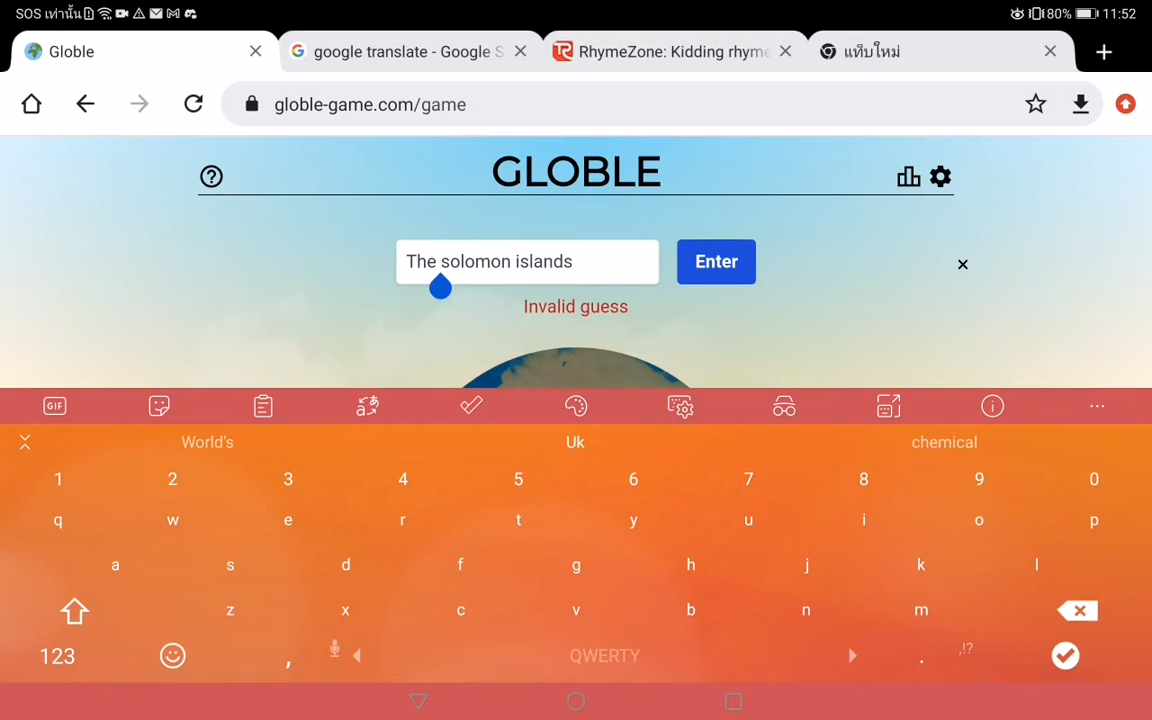 SOS เท่านั้น 80% 11:52
Globle google translate - Google S RhymeZone: Kidding rhyme แท็บใหม่
globle-game.com/game
GLOBLE
The solomon islands Enter
Invalid guess
GIF
World's Uk chemical
1 2 3 4 5 6 7 8 9 0
q w e r t y u i o p
a s d f g h j k l
z x c v b n m
123 , QWERTY . ,!?